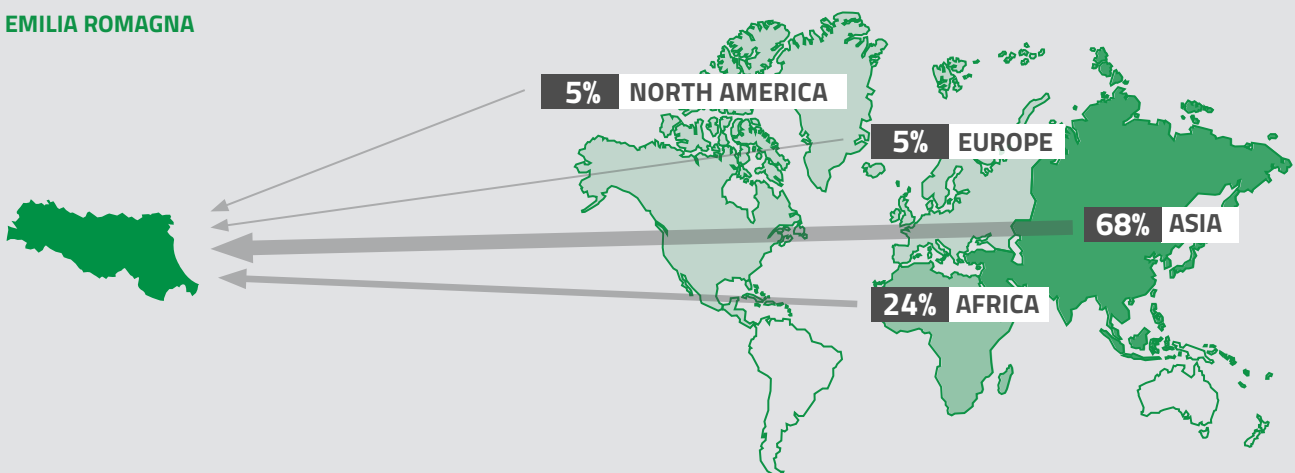 EMILIA ROMAGNA
5% NORTH AMERICA
5% EUROPE
68% ASIA
24% AFRICA